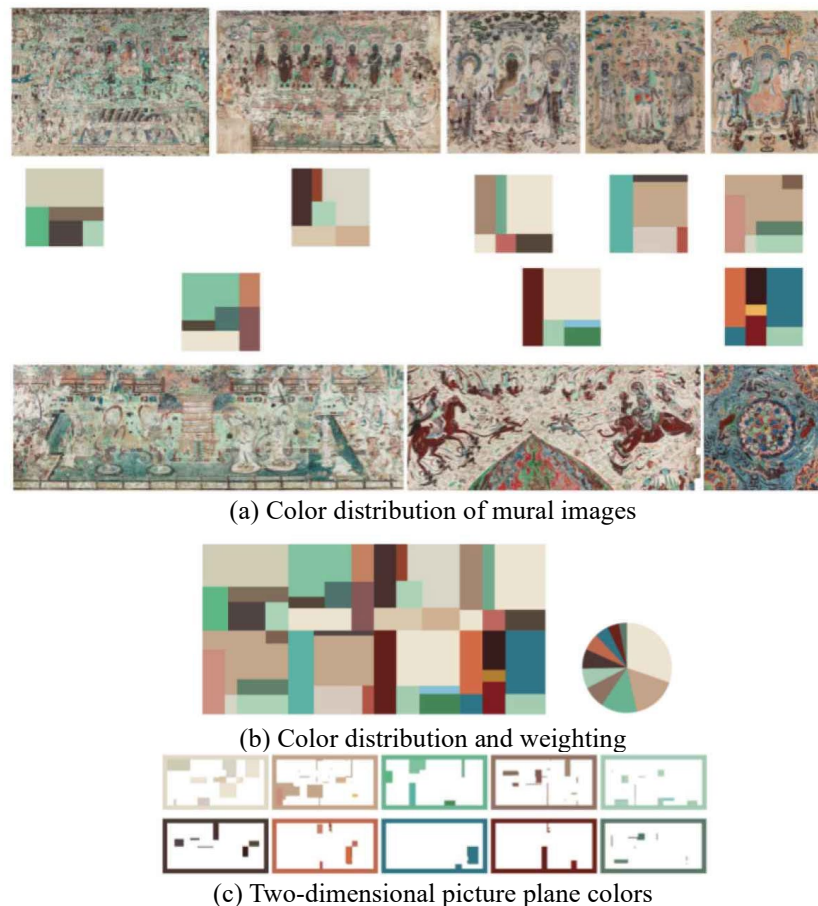 (a) Color distribution of mural images
(b) Color distribution and weighting
(c) Two-dimensional picture plane colors